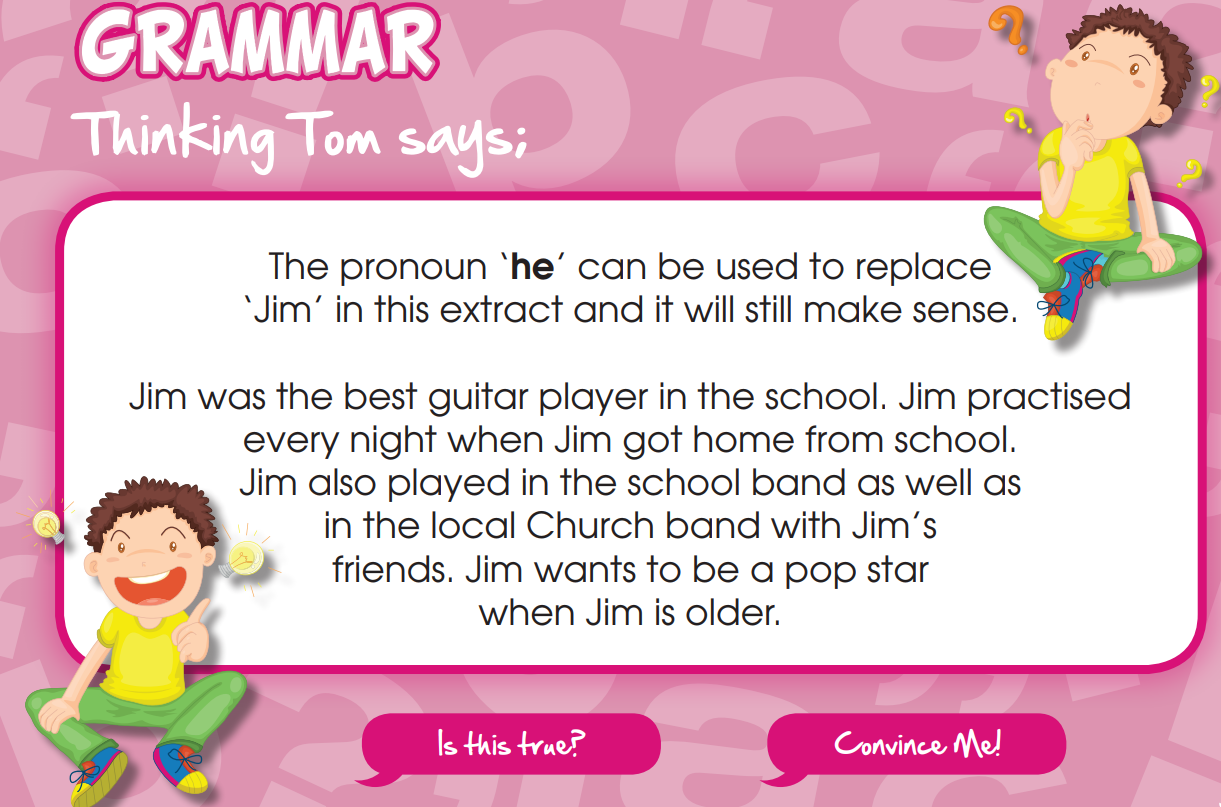 GRAMMAR
Thinking Tom says;
The pronoun ‘he’ can be used to replace
‘Jim’ in this extract and it will still make sense.
Jim was the best guitar player in the school. Jim practised
every night when Jim got home from school.
Jim also played in the school band as well as
in the local Church band with Jim’s
friends. Jim wants to be a pop star
when Jim is older.
Is this true?
Convince Me!